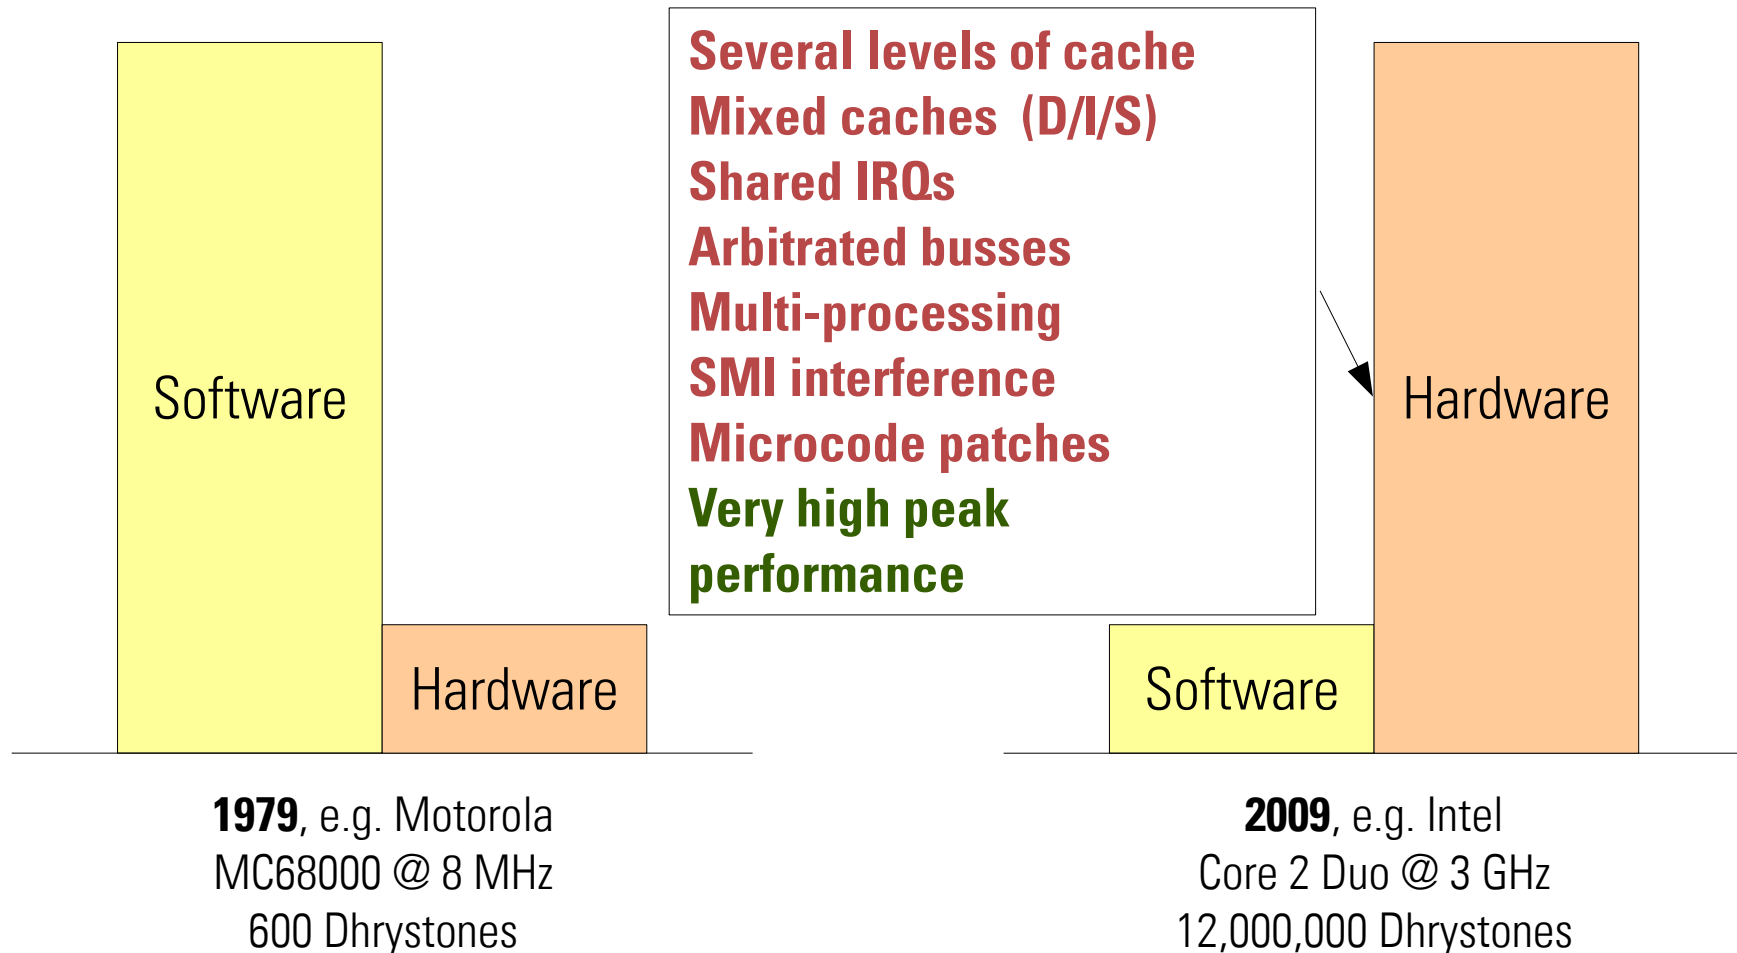 Software
Hardware
1979, e.g. Motorola
MC68000 @ 8 MHz
600 Dhrystones
Several levels of cache
Mixed caches (D/I/S)
Shared IRQs
Arbitrated busses
Multi-processing
SMI interference
Microcode patches
Very high peak
performance
Software
Hardware
2009, e.g. Intel
Core 2 Duo @ 3 GHz
12,000,000 Dhrystones